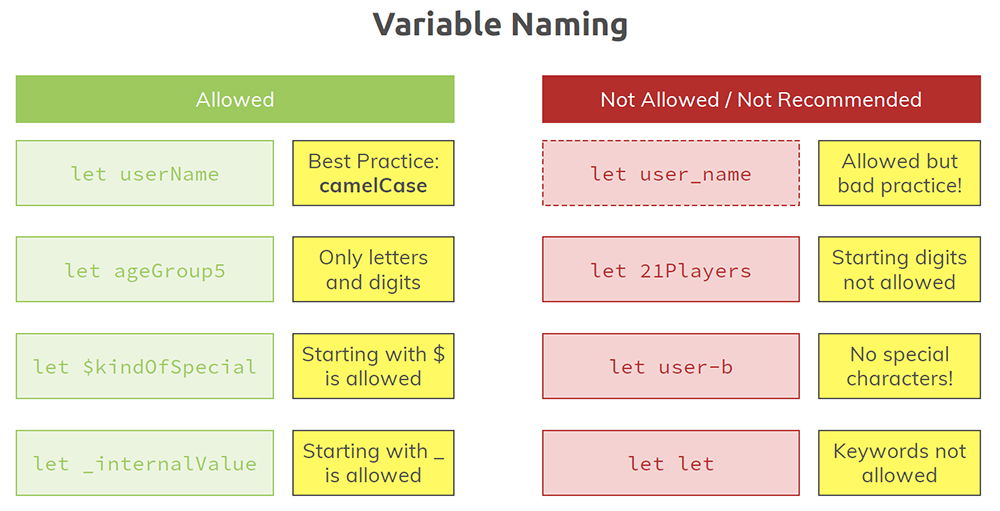 Variable Naming
Allowed
Not Allowed / Not Recommended
let userName
Best Practice:
camelCase
let user_name
Allowed but
bad practice!
let ageGroup5
Only letters
and digits
let 21Players
Starting digits
not allowed
let $kindOfSpecial
Starting with $
is allowed
let user-b
No special
characters!
let _internalValue
Starting with _
is allowed
let let
Keywords not
allowed